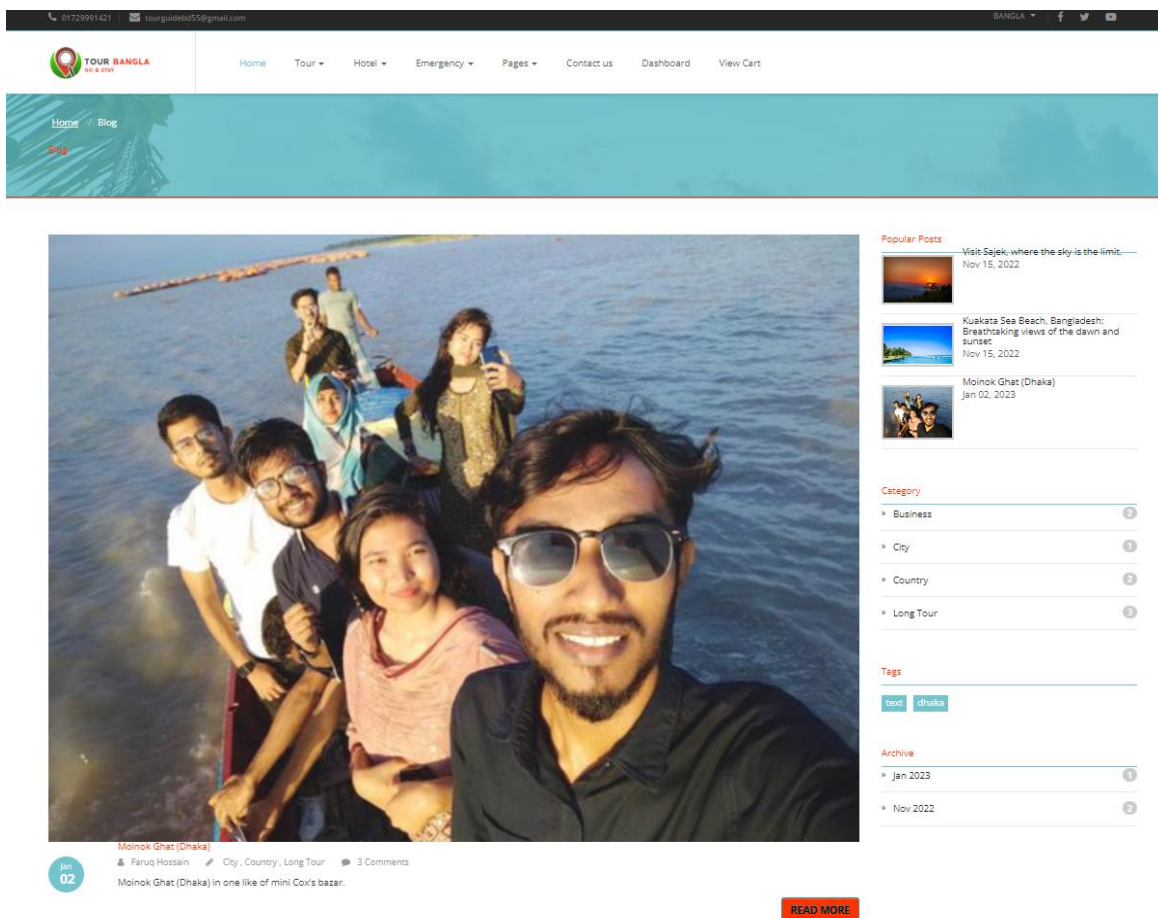 01729991421
tourguidebd55@gmail.com
BANGLA
TOUR BANGLA
GO & STAY
Home
Tour
Hotel
Emergency
Pages
Contact us
Dashboard
View Cart
Home / Blog
Blog
Popular Posts
Visit Sajek, where the sky is the limit.
Nov 15, 2022
Kuakata Sea Beach, Bangladesh:
Breathtaking views of the dawn and
sunset
Nov 15, 2022
Moinok Ghat (Dhaka)
Jan 02, 2023
Category
» Business 2
» City 1
» Country 2
» Long Tour 3
Tags
text dhaka
Archive
» Jan 2023 1
» Nov 2022 2
Jan
02
Moinok Ghat (Dhaka)
Faruq Hossain City , Country , Long Tour 3 Comments
Moinok Ghat (Dhaka) in one like of mini Cox's bazar.
READ MORE